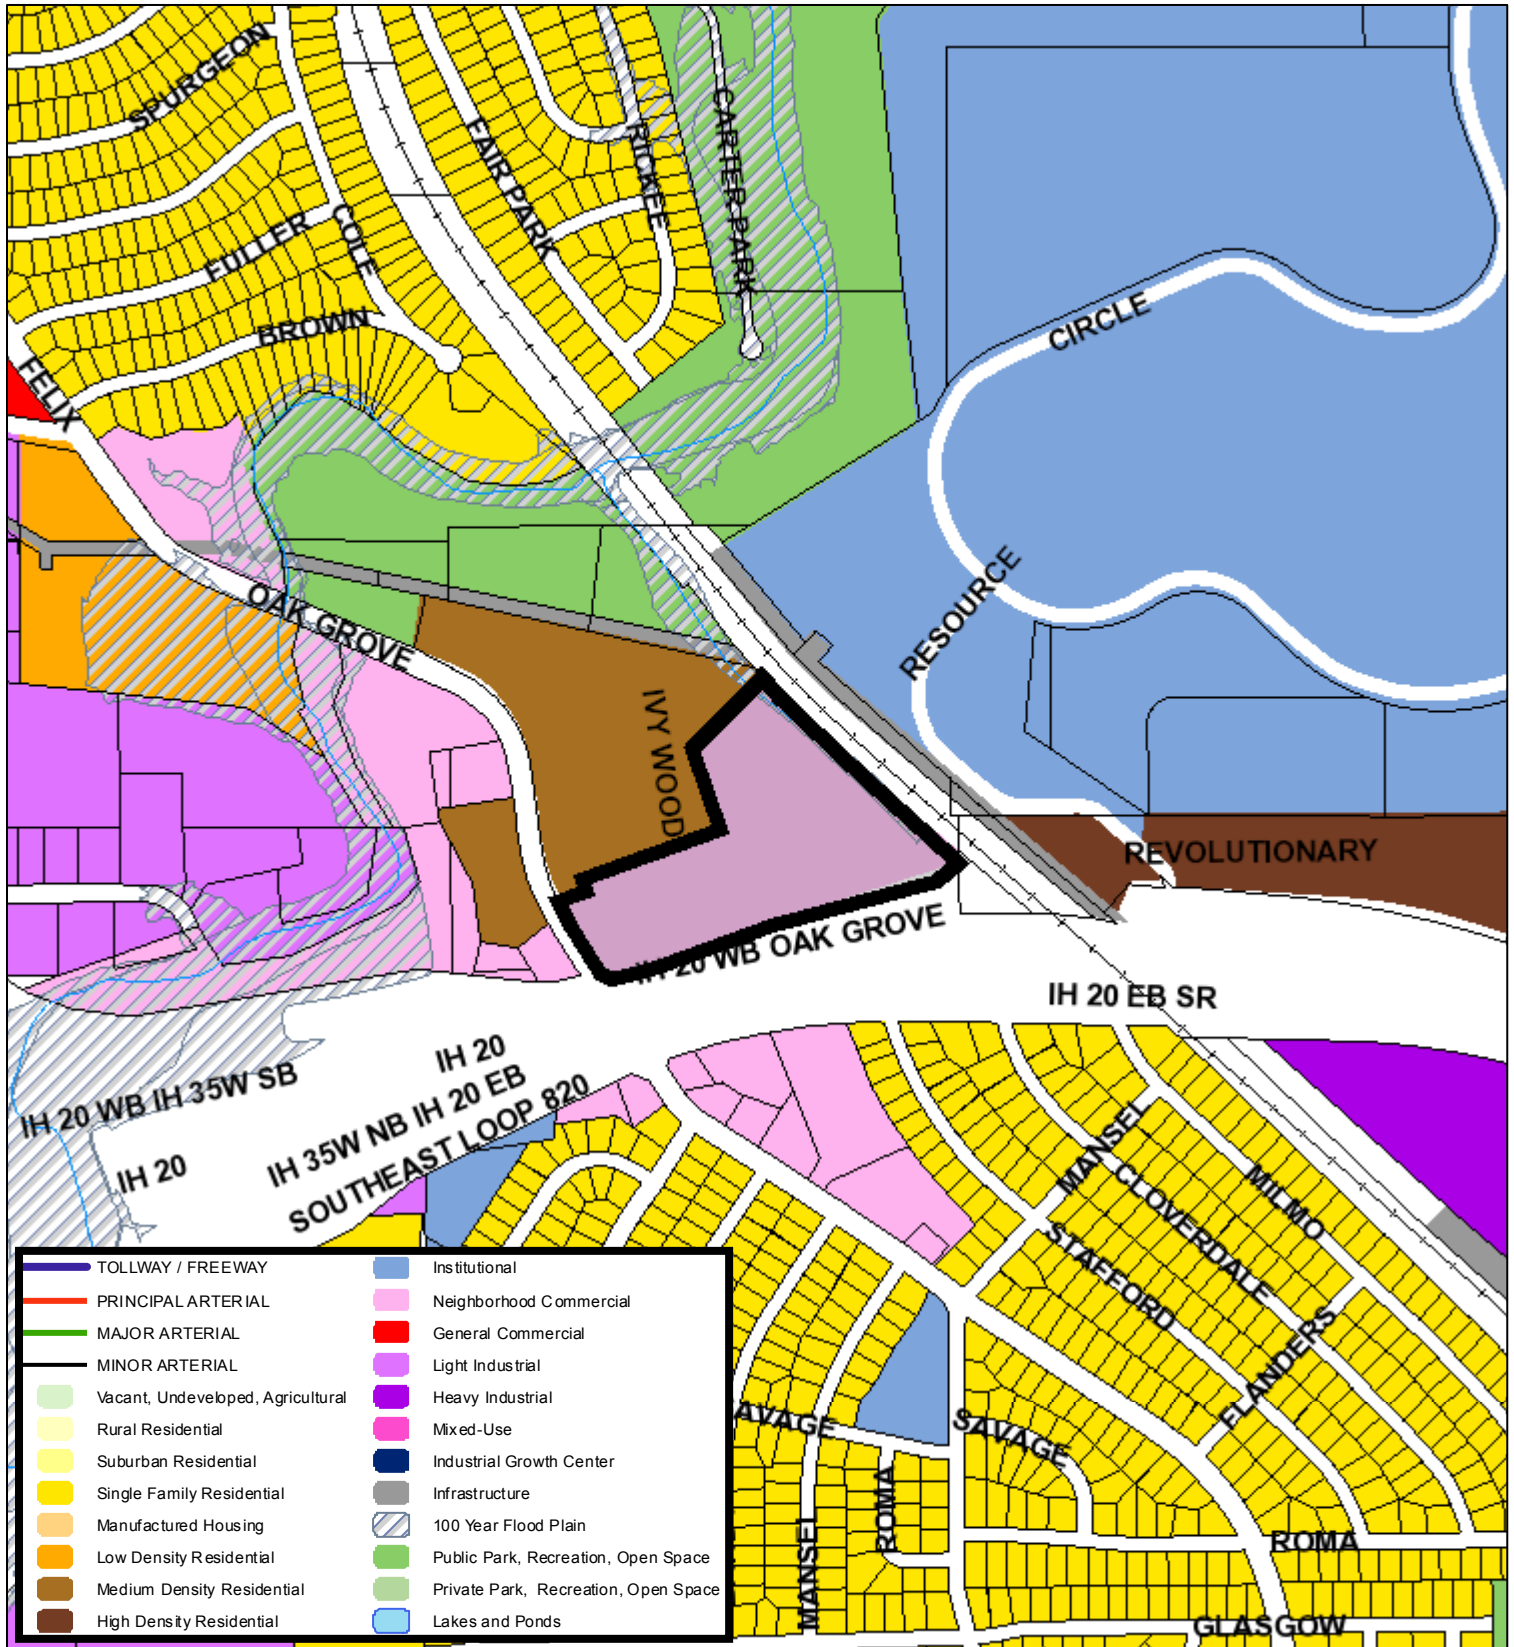 SPURGEON
FAIR PARK
RICKEE
CARTER PARK
FULLER
COLE
BROWN
CIRCLE
FELIX
OAK GROVE
RESOURCE
IVY WOOD
REVOLUTIONARY
IH 20 WB OAK GROVE
IH 20 EB SR
IH 20
IH 20 WB IH 35W SB
IH 35W NB IH 20 EB
SOUTHEAST LOOP 820
IH 20
MANSEL
CLOVERDALE
MILMO
STAFFORD
FLANDERS
AVAGE
SAVAGE
ROMA
MANSEL
ROMA
GLASGOW
TOLLWAY / FREEWAY
PRINCIPAL ARTERIAL
MAJOR ARTERIAL
MINOR ARTERIAL
Vacant, Undeveloped, Agricultural
Rural Residential
Suburban Residential
Single Family Residential
Manufactured Housing
Low Density Residential
Medium Density Residential
High Density Residential
Institutional
Neighborhood Commercial
General Commercial
Light Industrial
Heavy Industrial
Mixed-Use
Industrial Growth Center
Infrastructure
100 Year Flood Plain
Public Park, Recreation, Open Space
Private Park, Recreation, Open Space
Lakes and Ponds